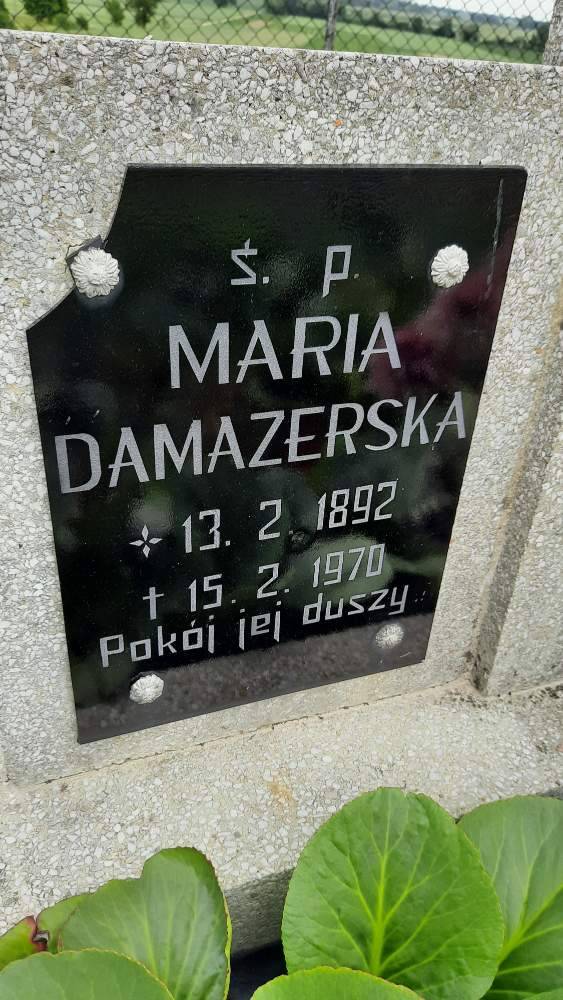 ś. p.
MARIA
DAMAZERSKA
13. 2. 1892
† 15. 2. 1970
Pokój jej duszy